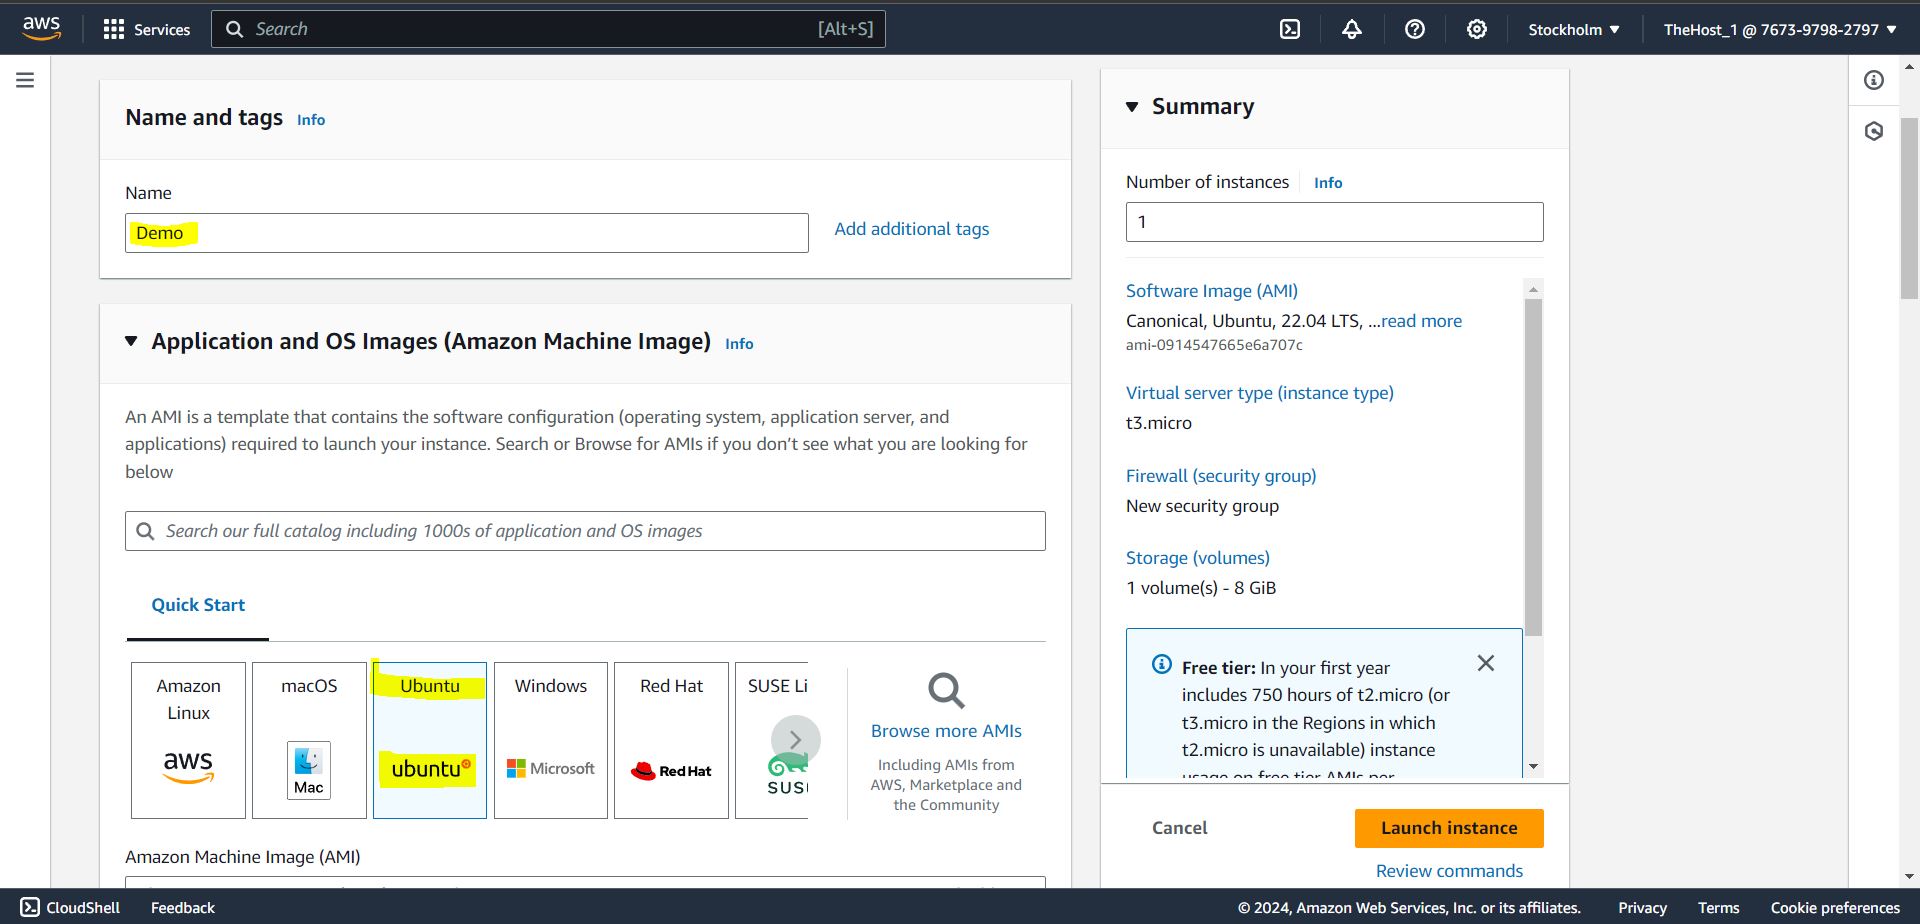 aws
Services
Search
[Alt+S]
Stockholm
TheHost_1 @ 7673-9798-2797
Name and tags Info
Name
Demo
Add additional tags
Application and OS Images (Amazon Machine Image) Info
An AMI is a template that contains the software configuration (operating system, application server, and
applications) required to launch your instance. Search or Browse for AMIs if you don’t see what you are looking for
below
Search our full catalog including 1000s of application and OS images
Quick Start
Amazon
Linux
aws
macOS
Mac
Ubuntu
ubuntu
Windows
Microsoft
Red Hat
Red Hat
SUSE Li
SUS
Browse more AMIs
Including AMIs from
AWS, Marketplace and
the Community
Amazon Machine Image (AMI)
Summary
Number of instances Info
1
Software Image (AMI)
Canonical, Ubuntu, 22.04 LTS, ...read more
ami-0914547665e6a707c
Virtual server type (instance type)
t3.micro
Firewall (security group)
New security group
Storage (volumes)
1 volume(s) - 8 GiB
Free tier: In your first year
includes 750 hours of t2.micro (or
t3.micro in the Regions in which
t2.micro is unavailable) instance
usage on free tier AMIs per
Cancel
Launch instance
Review commands
CloudShell
Feedback
© 2024, Amazon Web Services, Inc. or its affiliates.
Privacy
Terms
Cookie preferences